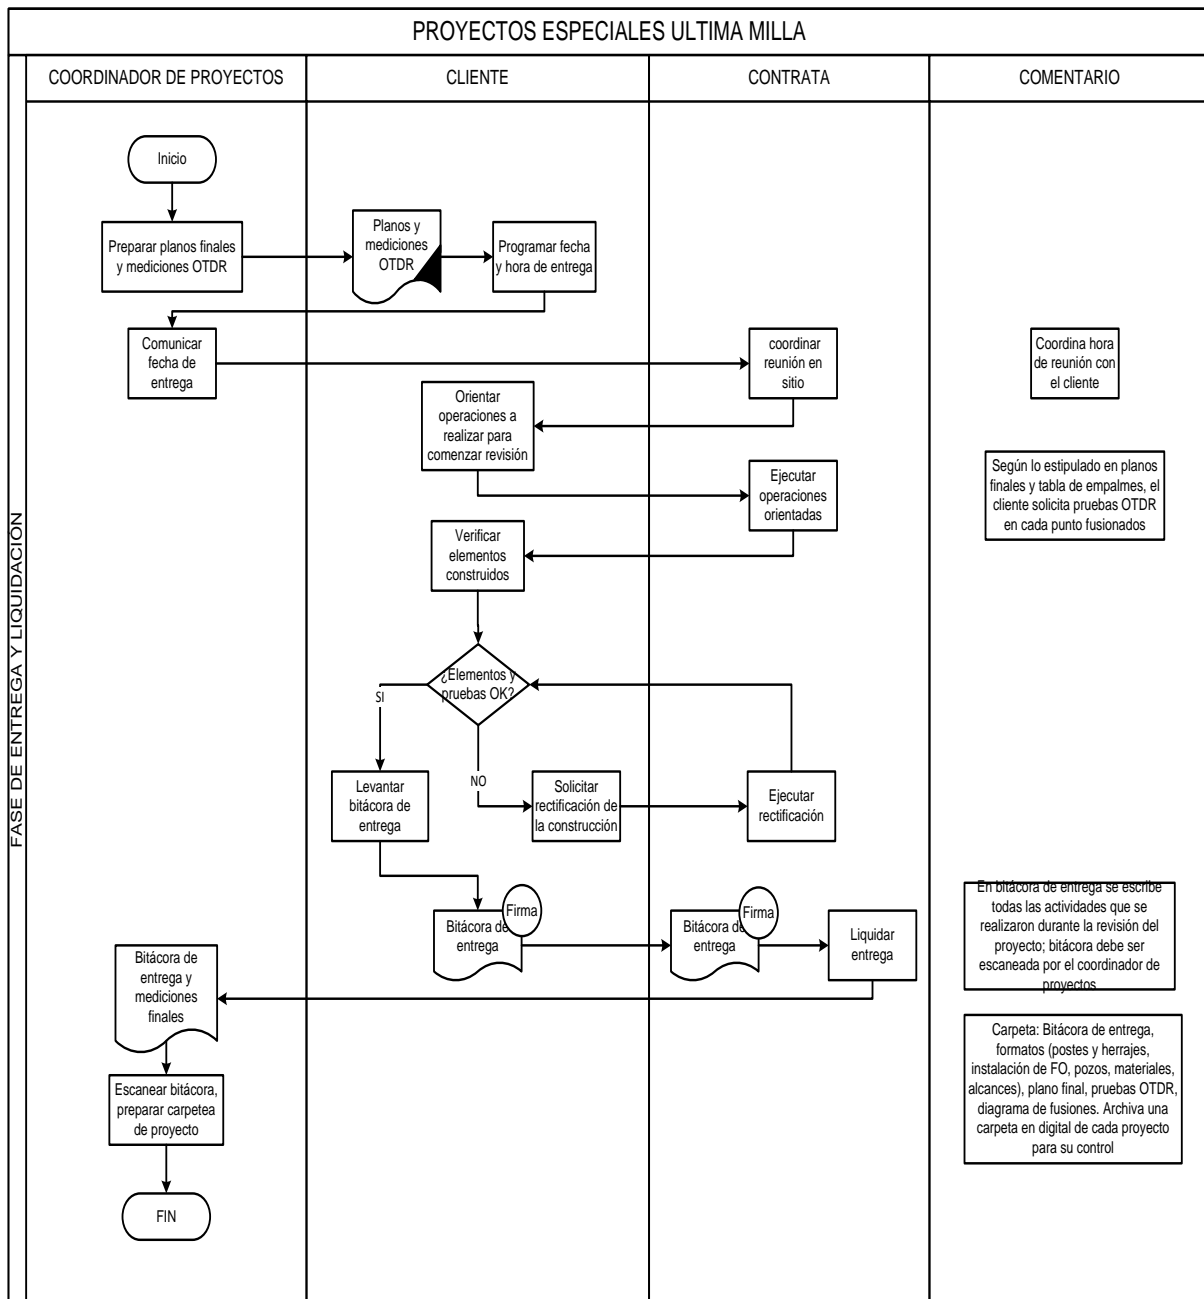 PROYECTOS ESPECIALES ULTIMA MILLA
COORDINADOR DE PROYECTOS
CLIENTE
CONTRATA
COMENTARIO
FASE DE ENTREGA Y LIQUIDACIÓN
Inicio
Preparar planos finales
y mediciones OTDR
Planos y
mediciones
OTDR
Programar fecha
y hora de entrega
Comunicar
fecha de
entrega
coordinar
reunión en
sitio
Coordina hora
de reunión con
el cliente
Orientar
operaciones a
realizar para
comenzar revisión
Ejecutar
operaciones
orientadas
Según lo estipulado en planos
finales y tabla de empalmes, el
cliente solicita pruebas OTDR
en cada punto fusionados
Verificar
elementos
construidos
¿Elementos y
pruebas OK?
SI
NO
Levantar
bitácora de
entrega
Solicitar
rectificación de
la construcción
Ejecutar
rectificación
Bitácora de
entrega
Firma
Bitácora de
entrega
Firma
Liquidar
entrega
En bitácora de entrega se escribe
todas las actividades que se
realizaron durante la revisión del
proyecto; bitácora debe ser
escaneada por el coordinador de
proyectos
Bitácora de
entrega y
mediciones
finales
Escanear bitácora,
preparar carpetea
de proyecto
Carpeta: Bitácora de entrega,
formatos (postes y herrajes,
instalación de FO, pozos, materiales,
alcances), plano final, pruebas OTDR,
diagrama de fusiones. Archiva una
carpeta en digital de cada proyecto
para su control
FIN